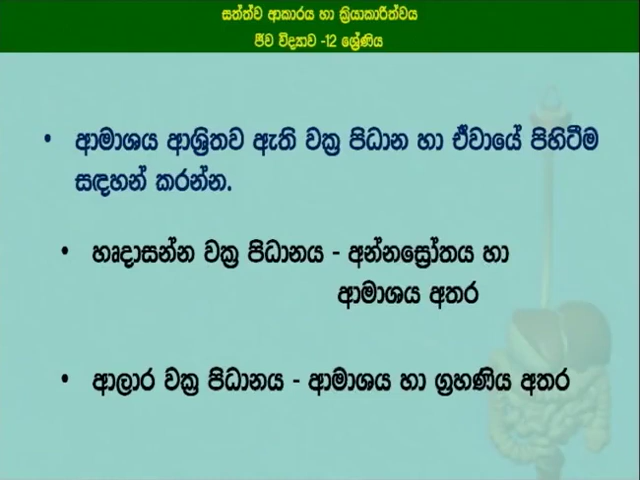 සත්ත්ව ආකාරය හා ක්‍රියාකාරීත්වය
ජීව විද්‍යාව -12 ශ්‍රේණිය
• ආමාශය ආශ්‍රිතව ඇති වක්‍ර පිධාන හා ඒවායේ පිහිටීම
සඳහන් කරන්න.
• හෘදාසන්න වක්‍ර පිධානය - අන්නස්‍රෝතය හා
ආමාශය අතර
• ආලාර වක්‍ර පිධානය - ආමාශය හා ග්‍රහණිය අතර